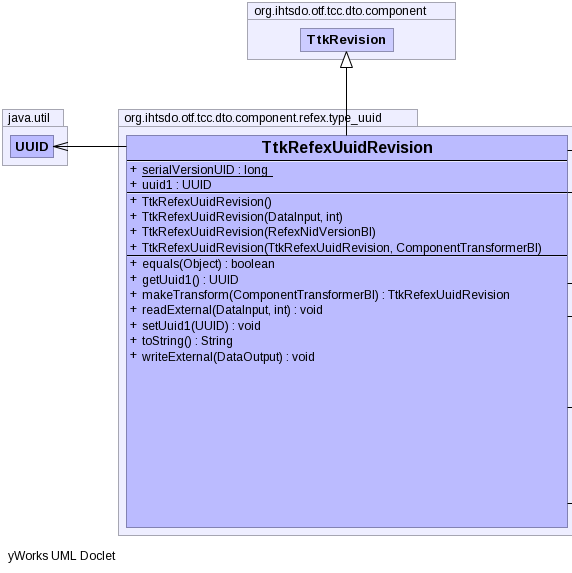 org.ihtsdo.otf.tcc.dto.component
TtkRevision
java.util
UUID
org.ihtsdo.otf.tcc.dto.component.refex.type_uuid
TtkRefexUuidRevision
+ serialVersionUID : long
+ uuid1 : UUID
+ TtkRefexUuidRevision()
+ TtkRefexUuidRevision(DataInput, int)
+ TtkRefexUuidRevision(RefexNidVersionBI)
+ TtkRefexUuidRevision(TtkRefexUuidRevision, ComponentTransformerBI)
+ equals(Object) : boolean
+ getUuid1() : UUID
+ makeTransform(ComponentTransformerBI) : TtkRefexUuidRevision
+ readExternal(DataInput, int) : void
+ setUuid1(UUID) : void
+ toString() : String
+ writeExternal(DataOutput) : void
yWorks UML Doclet